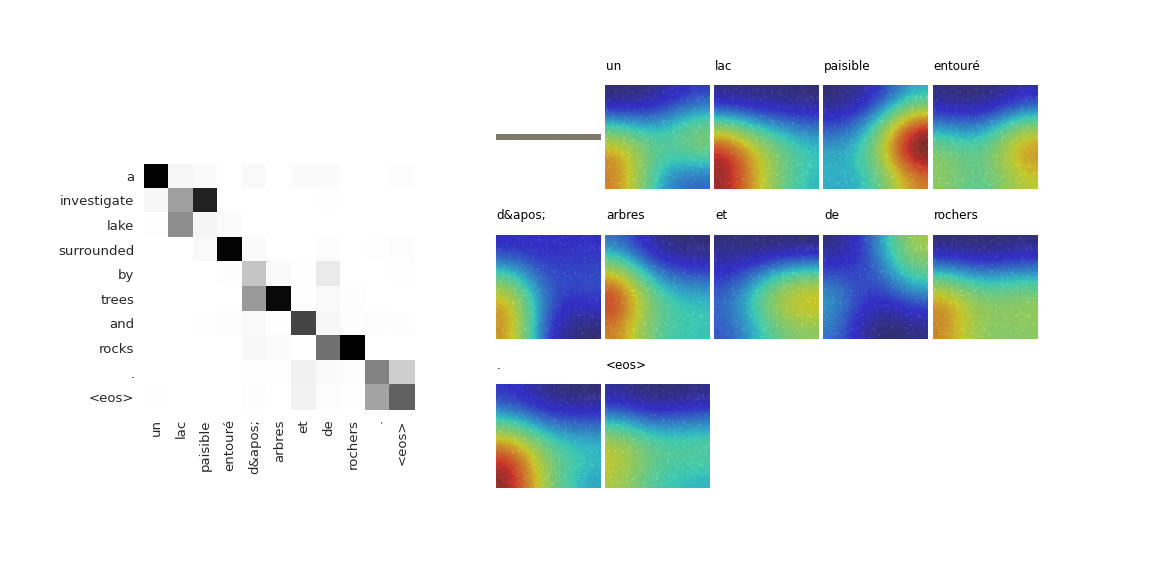 a
investigate
lake
surrounded
by
trees
and
rocks
.
<eos>
un
lac
paisible
entouré
d&apos;
arbres
et
de
rochers
.
<eos>
un
lac
paisible
entouré
d&apos;
arbres
et
de
rochers
.
<eos>